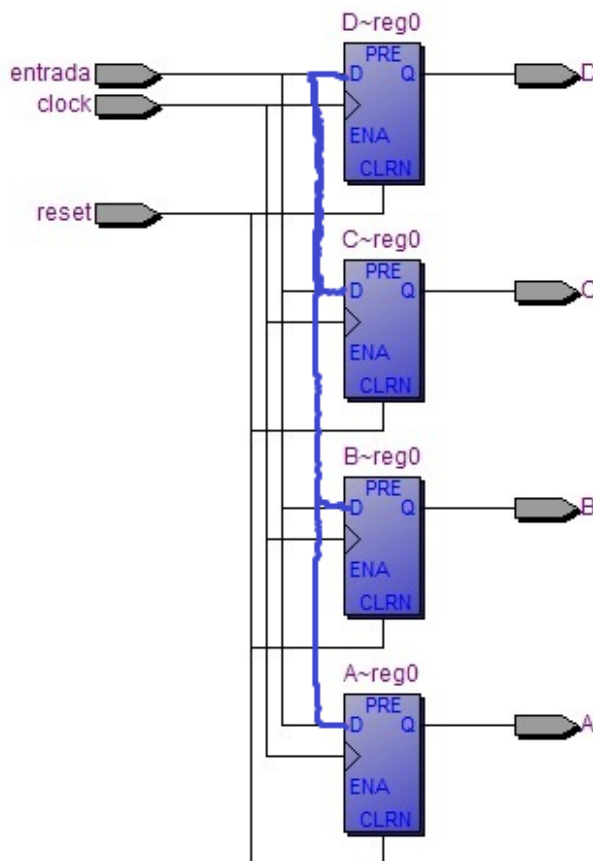 D~reg0
PRE
entrada
D
Q
D
clock
ENA
CLRN
reset
C~reg0
PRE
D
Q
C
ENA
CLRN
B~reg0
PRE
D
Q
B
ENA
CLRN
A~reg0
PRE
D
Q
A
ENA
CLRN